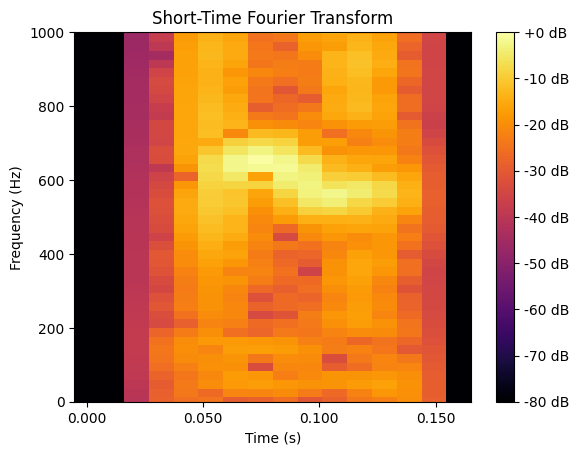 Short-Time Fourier Transform
1000
800
600
400
200
0
Frequency (Hz)
0.000
0.050
0.100
0.150
Time (s)
+0 dB
-10 dB
-20 dB
-30 dB
-40 dB
-50 dB
-60 dB
-70 dB
-80 dB